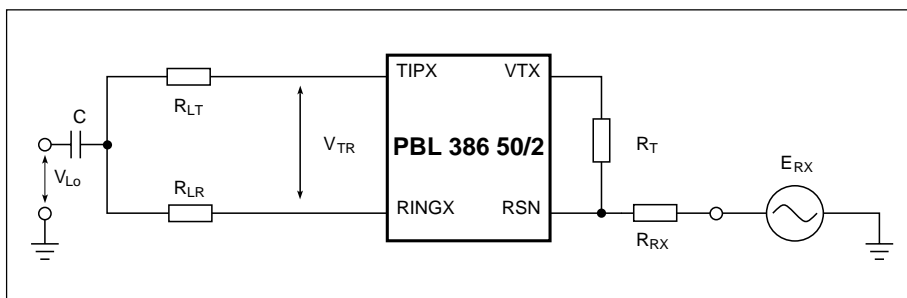 TIPX
VTX
R_LT
C
V_TR
PBL 386 50/2
R_T
V_Lo
E_RX
R_LR
RINGX
RSN
R_RX